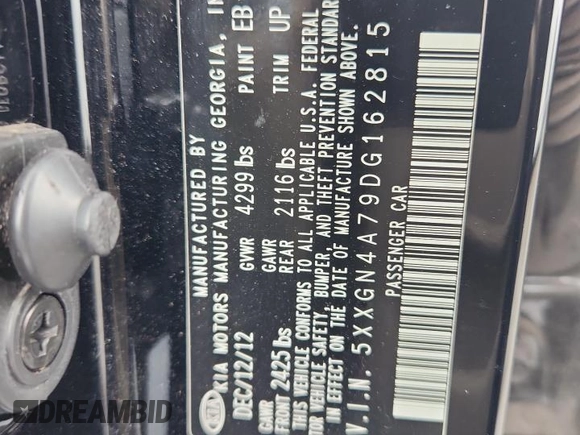 MANUFACTURED BY
KIA MOTORS MANUFACTURING GEORGIA,
DEC/12/12 GVWR 4299 lbs PAINT EB
GAWR FRONT 2425 lbs GAWR REAR 2116 lbs TRIM UP
THIS VEHICLE CONFORMS TO ALL APPLICABLE U.S.A. FEDERAL
MOTOR VEHICLE SAFETY, BUMPER, AND THEFT PREVENTION STANDAR
IN EFFECT ON THE DATE OF MANUFACTURE SHOWN ABOVE.
V.I.N. 5XXGN4A79DG162815
PASSENGER CAR
DREAMBID